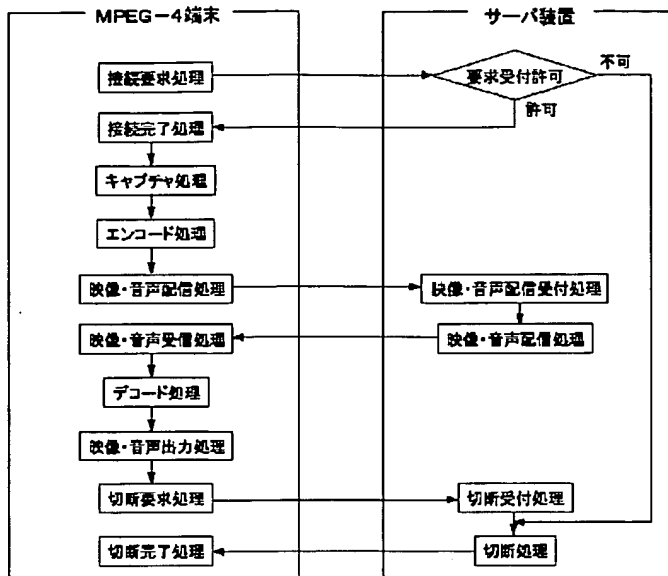 MPEG-4端末
サーバ装置
接続要求処理
要求受付許可
不可
許可
接続完了処理
キャプチャ処理
エンコード処理
映像・音声配信処理
映像・音声配信受付処理
映像・音声受信処理
映像・音声配信処理
デコード処理
映像・音声出力処理
切断要求処理
切断受付処理
切断完了処理
切断処理